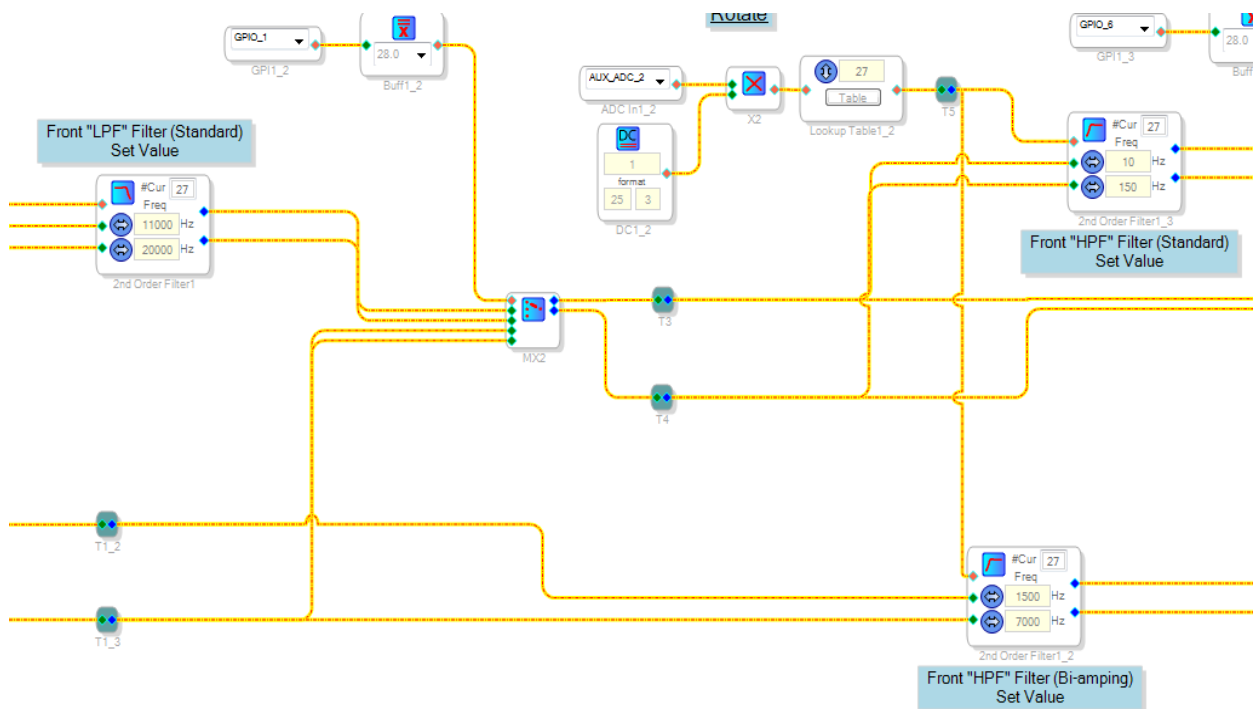 Rotate
GPIO_1
GPI1_2
x
28.0
Buff1_2
AUX_ADC_2
ADC In1_2
X2
27
Table
Lookup Table1_2
T5
GPIO_6
GPI1_3
x
28.0
Buff
DC
1
format
25 3
DC1_2
Front "LPF" Filter (Standard)
Set Value
#Cur 27
Freq
11000 Hz
20000 Hz
2nd Order Filter1
#Cur 27
Freq
10 Hz
150 Hz
2nd Order Filter1_3
Front "HPF" Filter (Standard)
Set Value
MX2
T3
T4
T1_2
T1_3
#Cur 27
Freq
1500 Hz
7000 Hz
2nd Order Filter1_2
Front "HPF" Filter (Bi-amping)
Set Value